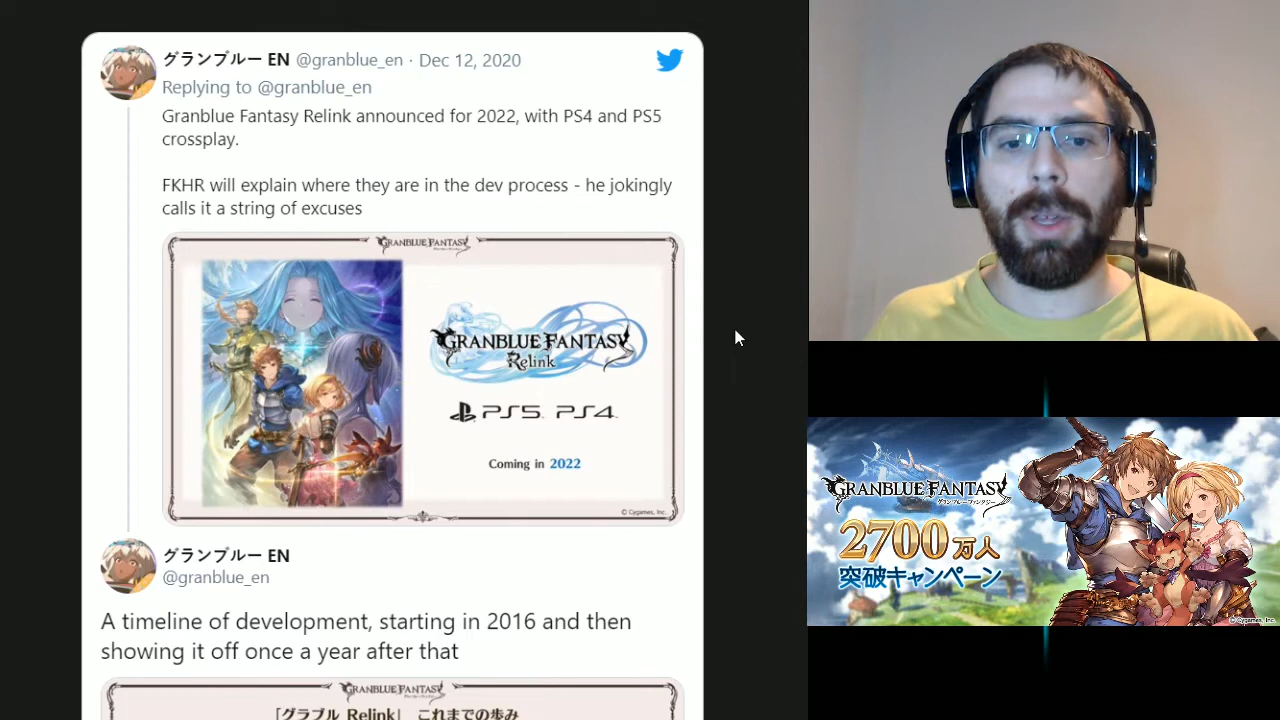 グランブルー EN @granblue_en · Dec 12, 2020
Replying to @granblue_en
Granblue Fantasy Relink announced for 2022, with PS4 and PS5
crossplay.
FKHR will explain where they are in the dev process - he jokingly
calls it a string of excuses
GRANBLUE FANTASY
GRANBLUE FANTASY
Relink
PS5 PS4
Coming in 2022
© Cygames, Inc.
グランブルー EN
@granblue_en
A timeline of development, starting in 2016 and then
showing it off once a year after that
GRANBLUE FANTASY
「グラブル Relink」 これまでの歩み
GRANBLUE FANTASY
グランブルーファンタジー
2700万人
突破キャンペーン
© Cygames, Inc.